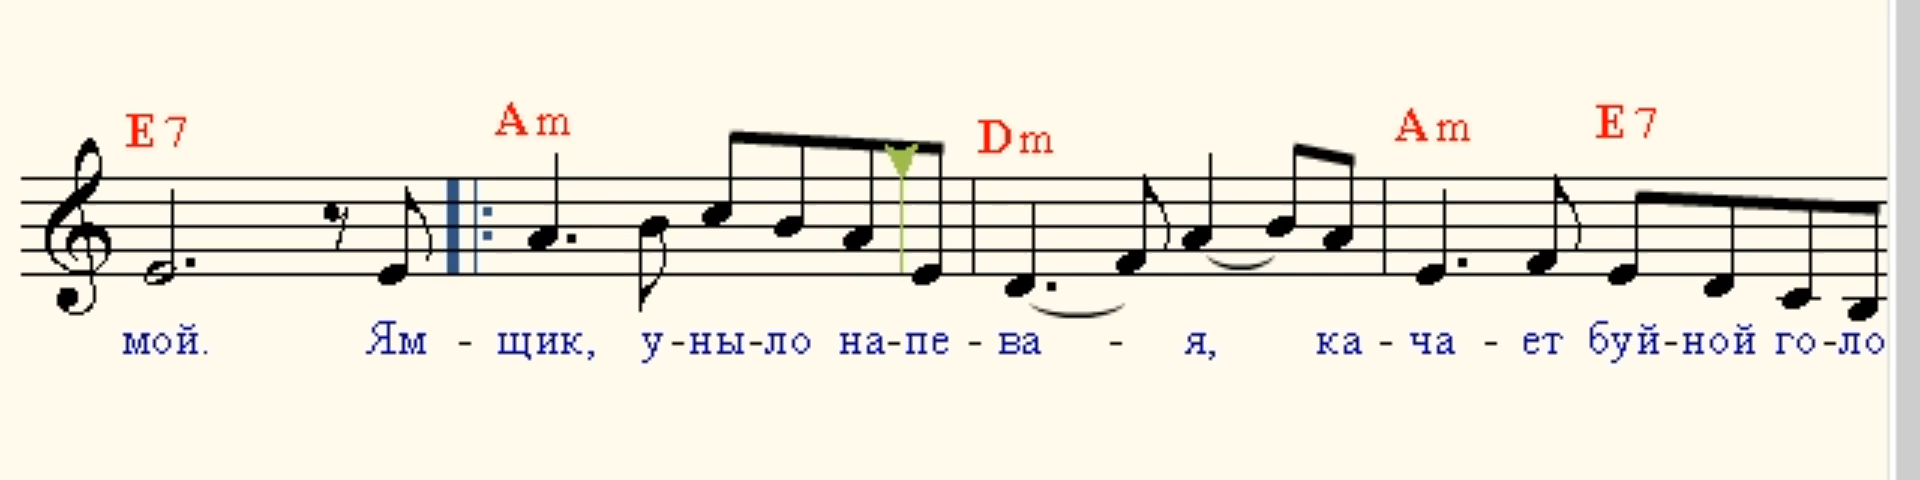 E7 Am Dm Am E7
мой. Ям - щик, у-ны-ло на-пе - ва - я, ка - ча - ет буй-ной го-ло